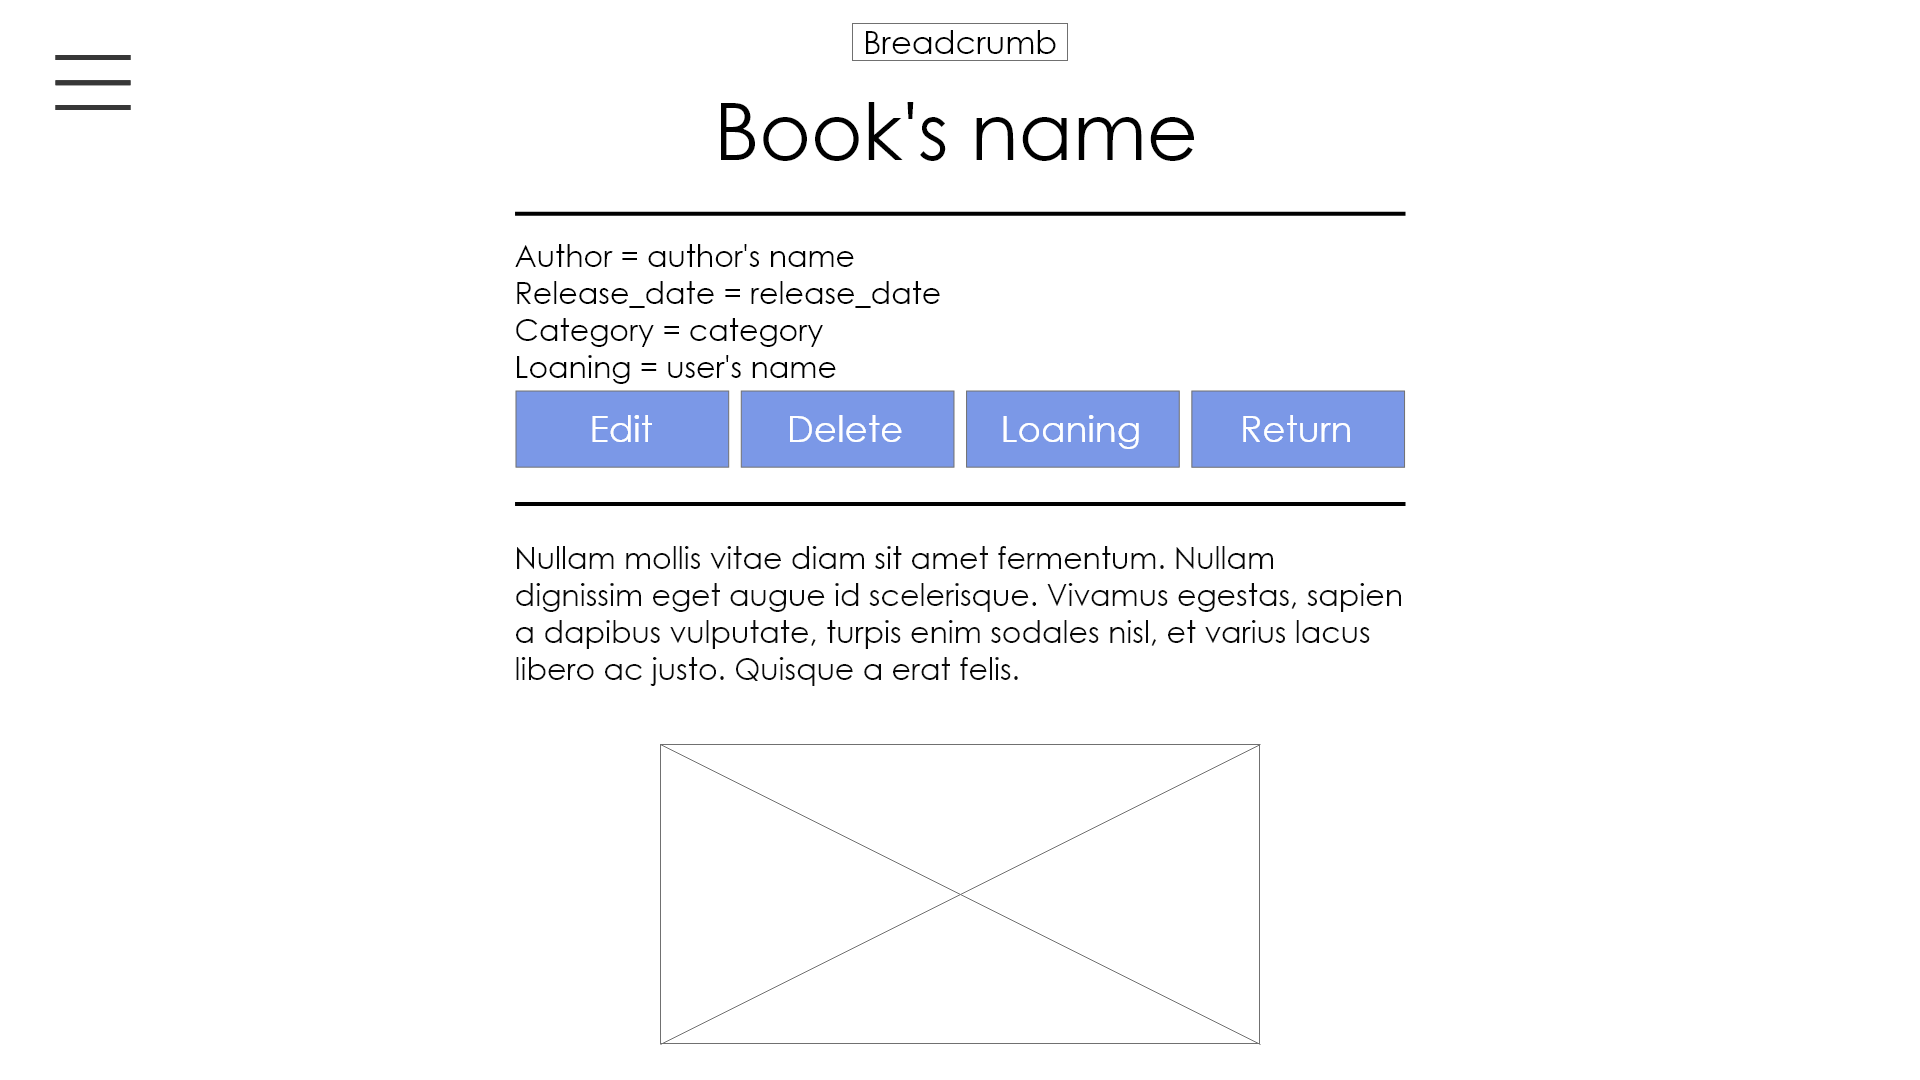 Breadcrumb
Book's name
Author = author's name
Release_date = release_date
Category = category
Loaning = user's name
Edit
Delete
Loaning
Return
Nullam mollis vitae diam sit amet fermentum. Nullam
dignissim eget augue id scelerisque. Vivamus egestas, sapien
a dapibus vulputate, turpis enim sodales nisl, et varius lacus
libero ac justo. Quisque a erat felis.